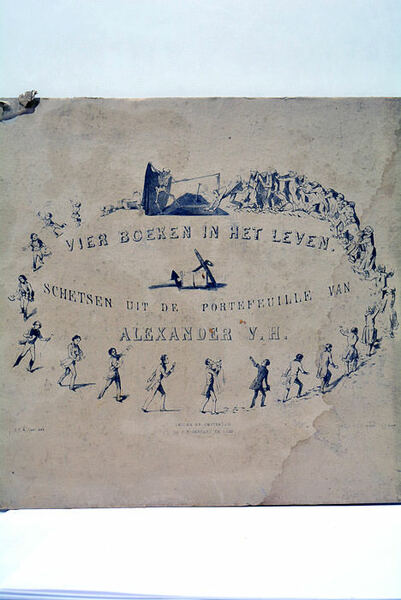 VIER BOEKEN IN HET LEVEN.
SCHETSEN UIT DE PORTEFEUILLE VAN
ALEXANDER V.H.